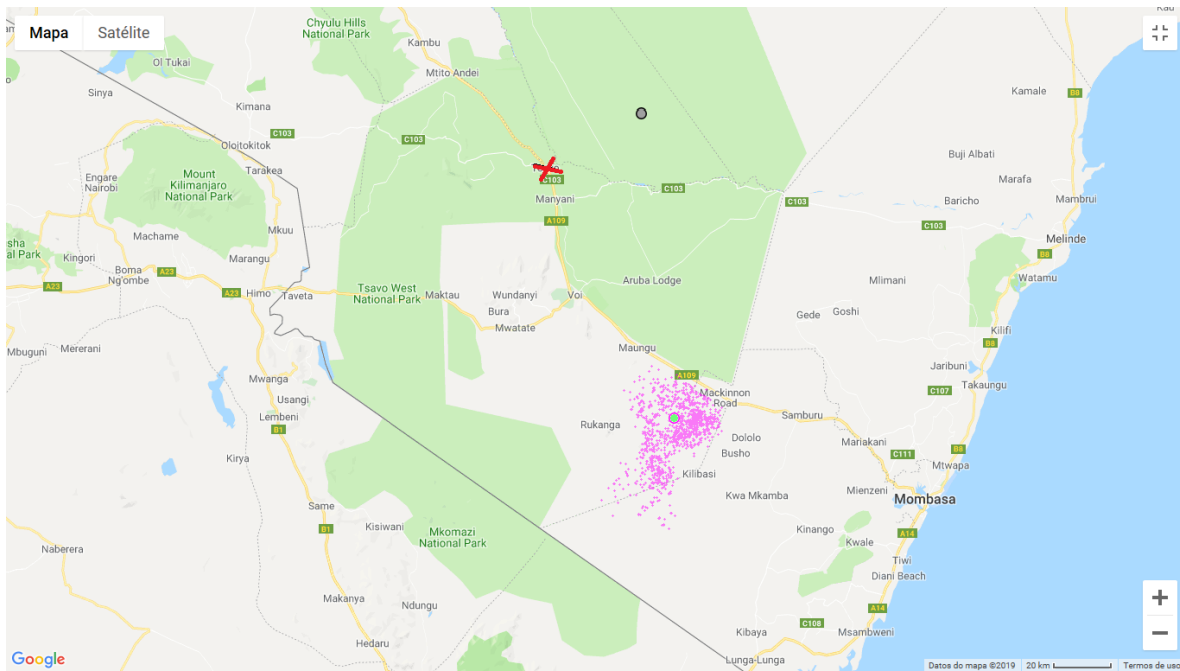 Mapa
Satélite
Chyulu Hills
National Park
Kambu
Mtito Andei
Ol Tukai
Sinya
Kimana
C103
C103
Oloitokitok
Tarakea
Engare
Nairobi
Mount
Kilimanjaro
National Park
Mkuu
Machame
Marangu
Kingori
Boma
Ng'ombe
A23
A23
A23
Himo
Taveta
C103
Manyani
A109
C103
C103
C103
Kamale
B8
Buji Albati
Marafa
Baricho
Mambrui
Melinde
B8
Watamu
Mlimani
Aruba Lodge
Tsavo West
National Park
Maktau
Wundanyi
Voi
Bura
Mwatate
Gede
Goshi
Kilifi
B8
Mbuguni
Mererani
Maungu
A109
Mackinnon
Road
Jaribuni
Takaungu
C107
Mwanga
Usangi
Lembeni
B1
Rukanga
Samburu
Dololo
Busho
Mariakani
C111
B8
Mtwapa
Kirya
Kilibasi
Kwa Mkamba
Mienzeni
Mombasa
Same
B1
Kisiwani
Mkomazi
National Park
Kinango
Kwale
A14
Tiwi
Diani Beach
Naberera
Makanya
Ndungu
A14
C108
Kibaya
Msambweni
Hedaru
Lunga-Lunga
Google
Datos do mapa ©2019
20 km
Termos de uso